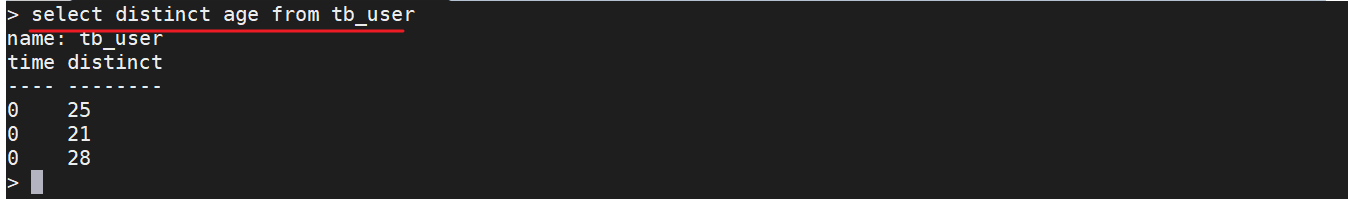 > select distinct age from tb_user
name: tb_user
time distinct
---- --------
0    25
0    21
0    28
>